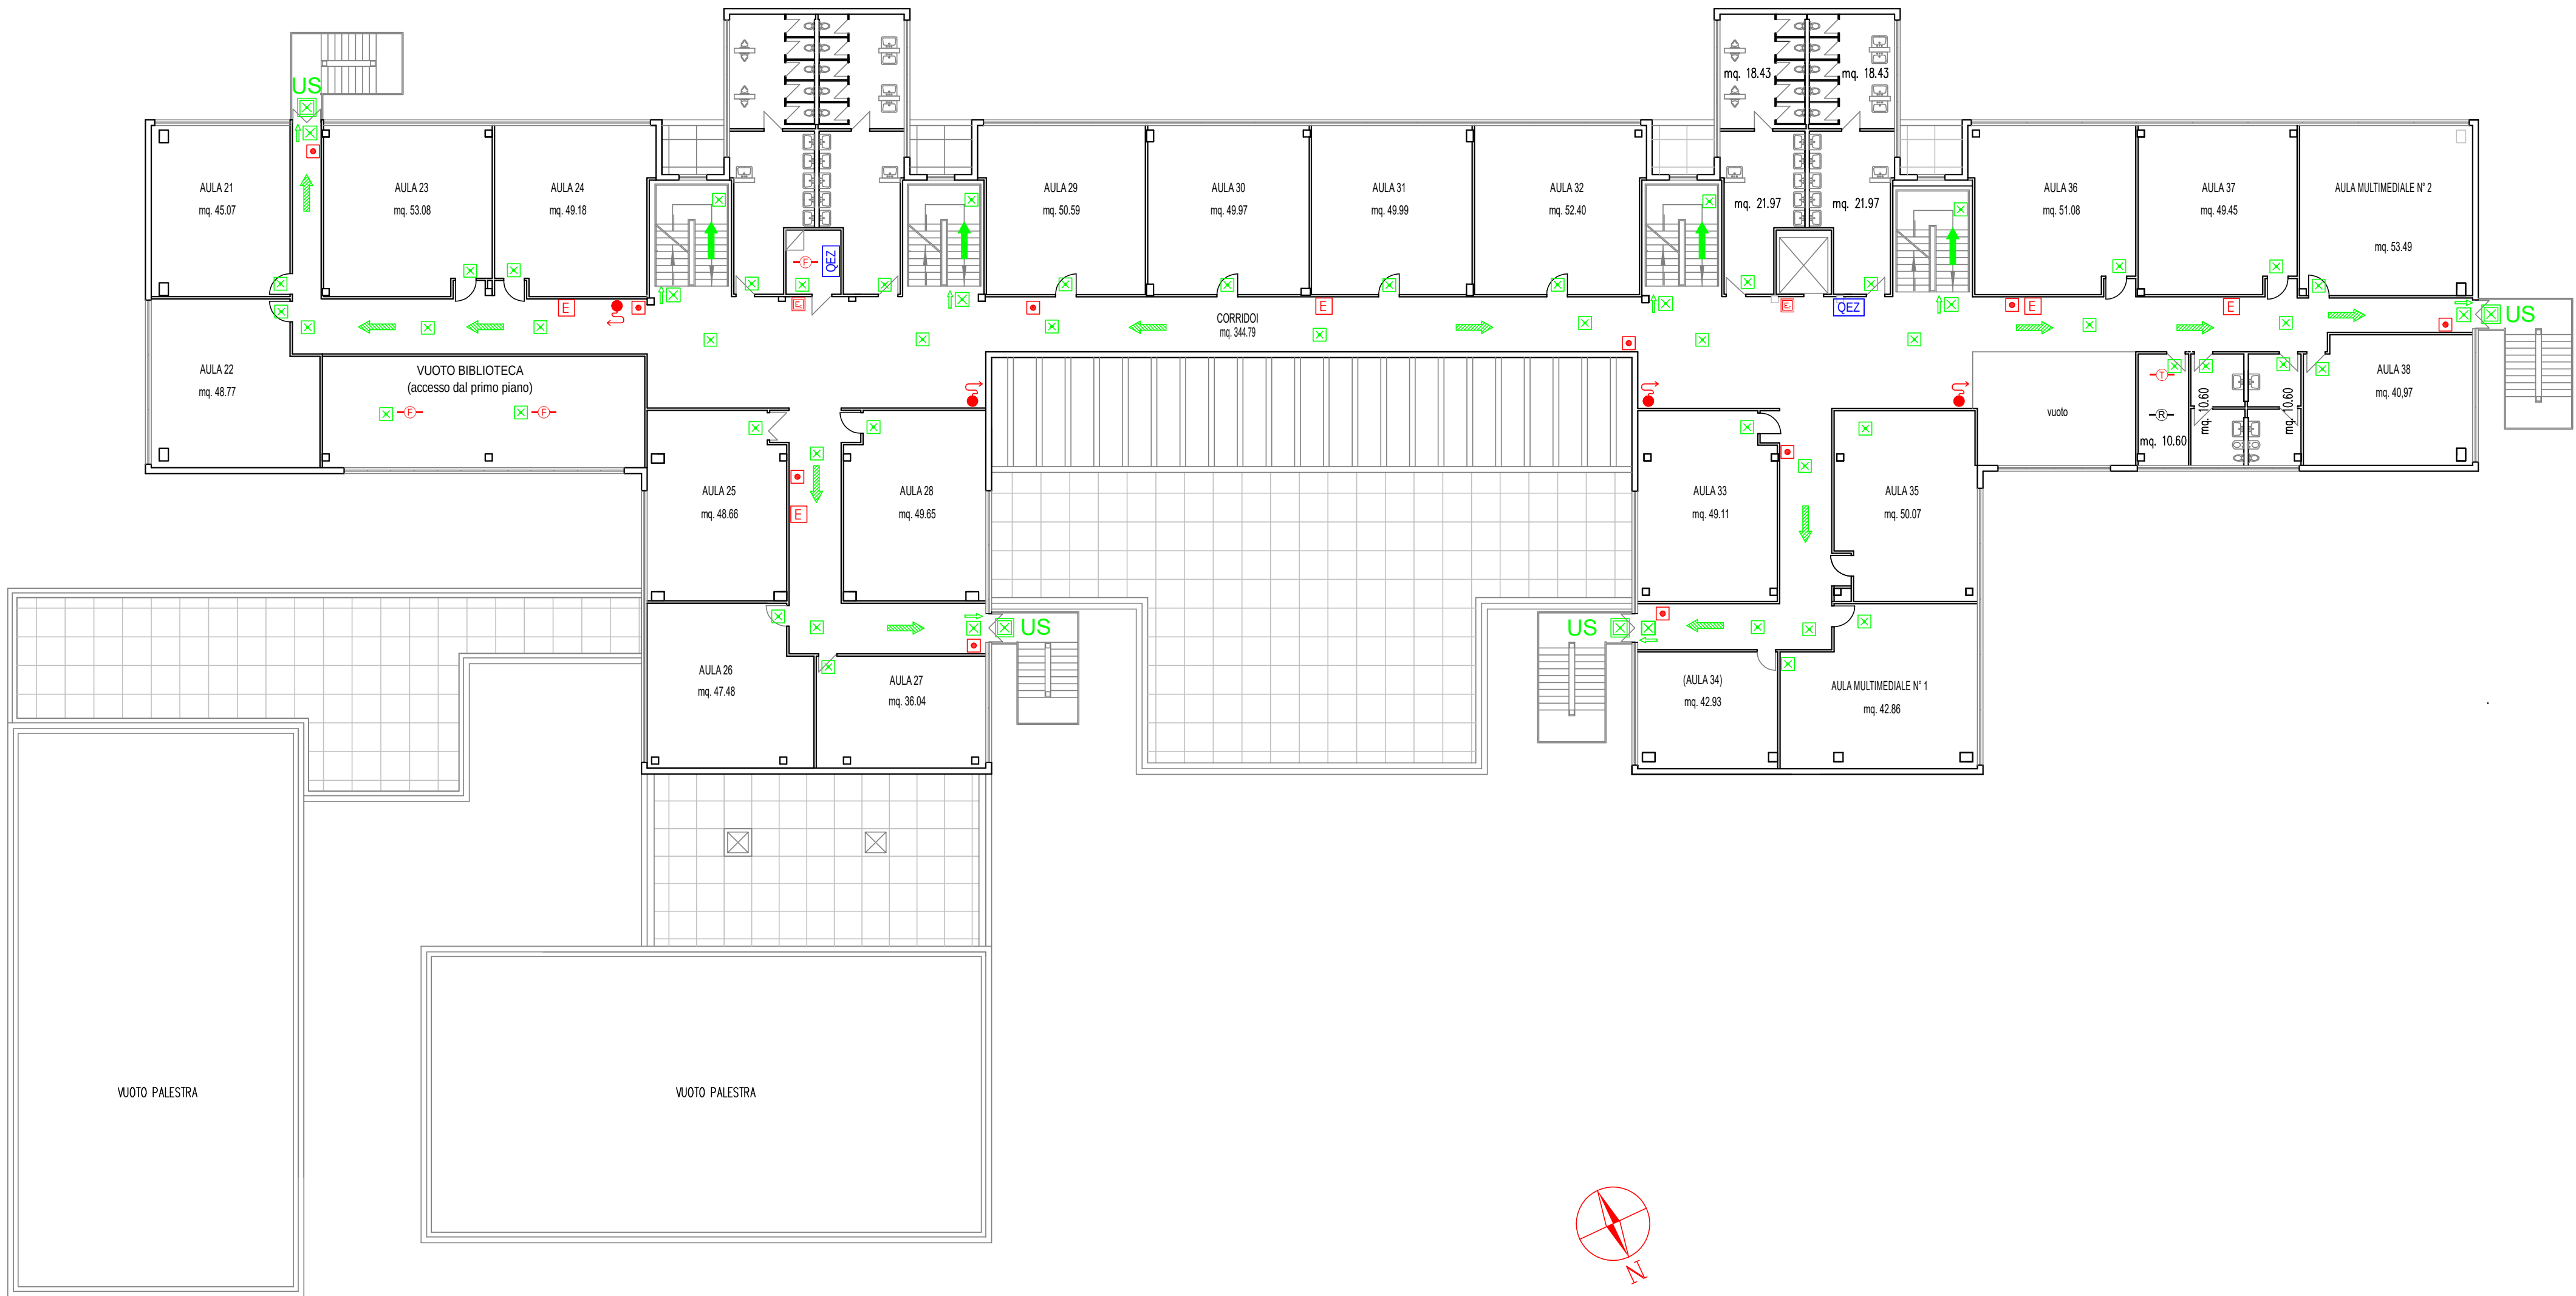 US
mq. 18.43
mq. 18.43
AULA 21
mq. 45.07
AULA 23
mq. 53.08
AULA 24
mq. 49.18
AULA 29
mq. 50.59
AULA 30
mq. 49.97
AULA 31
mq. 49.99
AULA 32
mq. 52.40
mq. 21.97
mq. 21.97
AULA 36
mq. 51.08
AULA 37
mq. 49.45
AULA MULTIMEDIALE N° 2
mq. 53.49
F
QEZ
E
E
E
E
E
QEZ
E
E
CORRIDOI
mq. 344.79
US
AULA 22
mq. 48.77
VUOTO BIBLIOTECA
(accesso dal primo piano)
F
F
vuoto
T
R
mq. 10.60
mq. 10.60
mq. 10.60
AULA 38
mq. 40,97
AULA 25
mq. 48.66
E
AULA 28
mq. 49.65
AULA 33
mq. 49.11
AULA 35
mq. 50.07
US
US
AULA 26
mq. 47.48
AULA 27
mq. 36.04
(AULA 34)
mq. 42.93
AULA MULTIMEDIALE N° 1
mq. 42.86
VUOTO PALESTRA
VUOTO PALESTRA
N